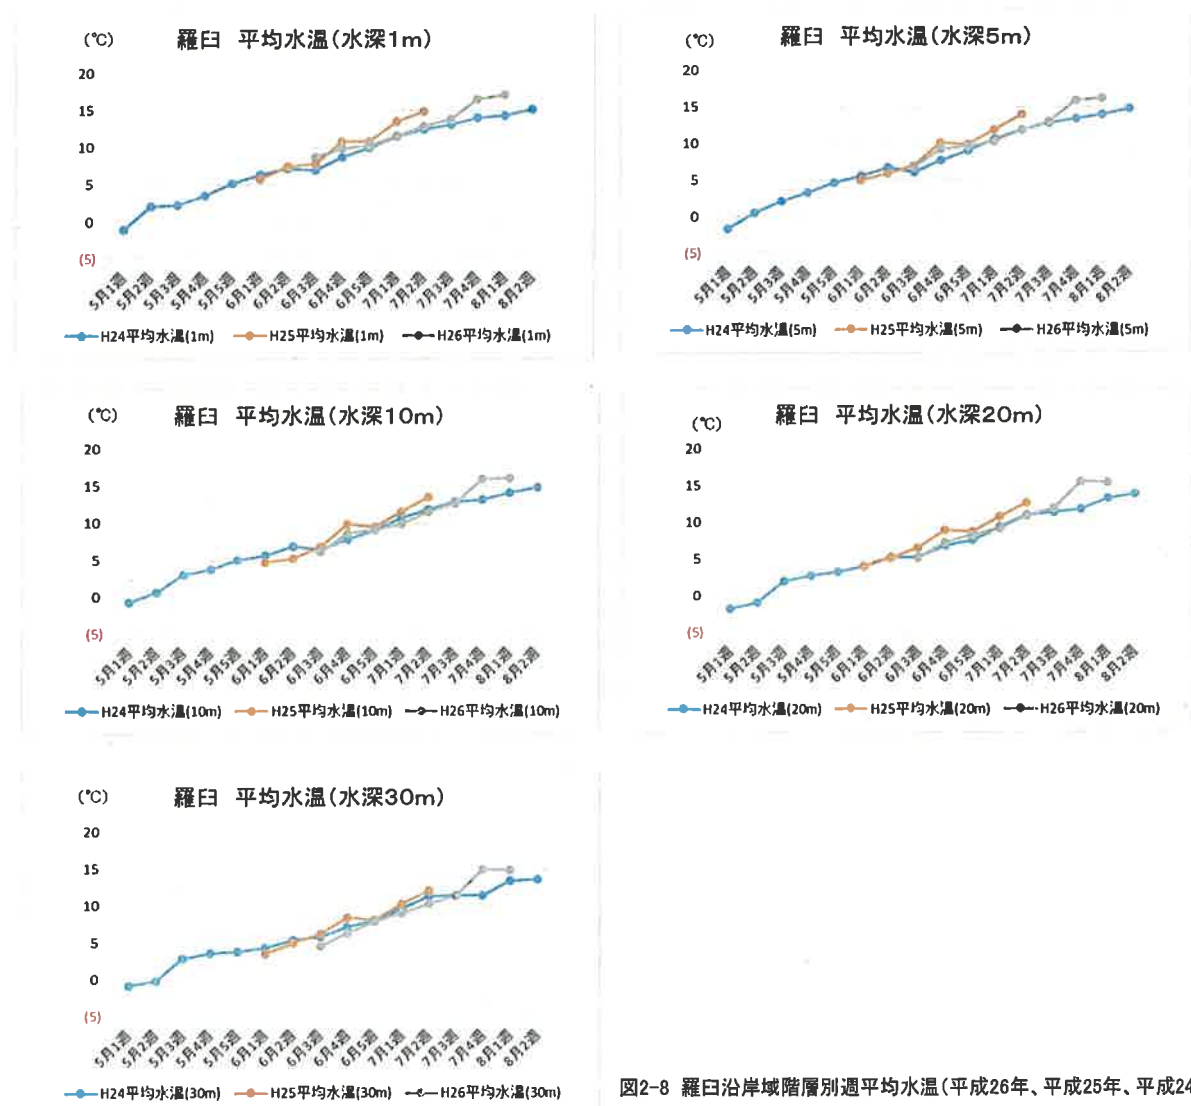 (℃) 羅臼 平均水温(水深1m)
20
15
10
5
0
(5)
5月1週 5月2週 5月3週 5月4週 5月5週 6月1週 6月2週 6月3週 6月4週 6月5週 7月1週 7月2週 7月3週 7月4週 8月1週 8月2週
H24平均水温(1m) H25平均水温(1m) H26平均水温(1m)
(℃) 羅臼 平均水温(水深5m)
20
15
10
5
0
(5)
5月1週 5月2週 5月3週 5月4週 5月5週 6月1週 6月2週 6月3週 6月4週 6月5週 7月1週 7月2週 7月3週 7月4週 8月1週 8月2週
H24平均水温(5m) H25平均水温(5m) H26平均水温(5m)
(℃) 羅臼 平均水温(水深10m)
20
15
10
5
0
(5)
5月1週 5月2週 5月3週 5月4週 5月5週 6月1週 6月2週 6月3週 6月4週 6月5週 7月1週 7月2週 7月3週 7月4週 8月1週 8月2週
H24平均水温(10m) H25平均水温(10m) H26平均水温(10m)
(℃) 羅臼 平均水温(水深20m)
20
15
10
5
0
(5)
5月1週 5月2週 5月3週 5月4週 5月5週 6月1週 6月2週 6月3週 6月4週 6月5週 7月1週 7月2週 7月3週 7月4週 8月1週 8月2週
H24平均水温(20m) H25平均水温(20m) H26平均水温(20m)
(℃) 羅臼 平均水温(水深30m)
20
15
10
5
0
(5)
5月1週 5月2週 5月3週 5月4週 5月5週 6月1週 6月2週 6月3週 6月4週 6月5週 7月1週 7月2週 7月3週 7月4週 8月1週 8月2週
H24平均水温(30m) H25平均水温(30m) H26平均水温(30m)
図2-8 羅臼沿岸域階層別週平均水温(平成26年、平成25年、平成24